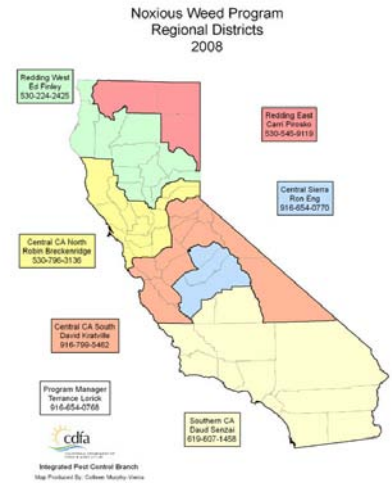 Noxious Weed Program
Regional Districts
2008
Redding West
Ed Finley
530-224-2425
Redding East
Carri Pirosko
530-545-9119
Central Sierra
Ron Eng
916-654-0770
Central CA North
Robin Breckenridge
530-796-3136
Central CA South
David Kratville
916-799-5462
Program Manager
Terrance Lorick
916-654-0768
Southern CA
Daud Senzai
619-607-1458
cdfa
Integrated Pest Control Branch
Map Produced By: Colleen Murphy-Vierra